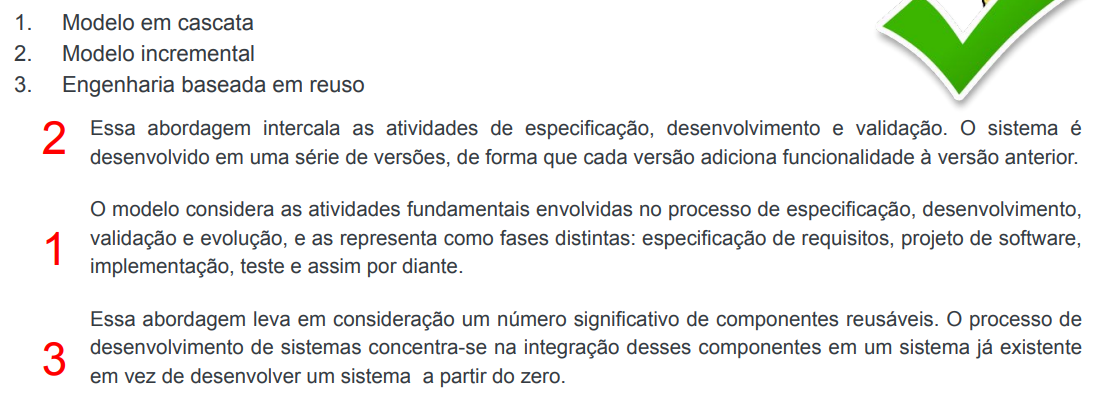 1. Modelo em cascata
2. Modelo incremental
3. Engenharia baseada em reuso
2 Essa abordagem intercala as atividades de especificação, desenvolvimento e validação. O sistema é
desenvolvido em uma série de versões, de forma que cada versão adiciona funcionalidade à versão anterior.
O modelo considera as atividades fundamentais envolvidas no processo de especificação, desenvolvimento,
1 validação e evolução, e as representa como fases distintas: especificação de requisitos, projeto de software,
implementação, teste e assim por diante.
Essa abordagem leva em consideração um número significativo de componentes reusáveis. O processo de
3 desenvolvimento de sistemas concentra-se na integração desses componentes em um sistema já existente
em vez de desenvolver um sistema a partir do zero.